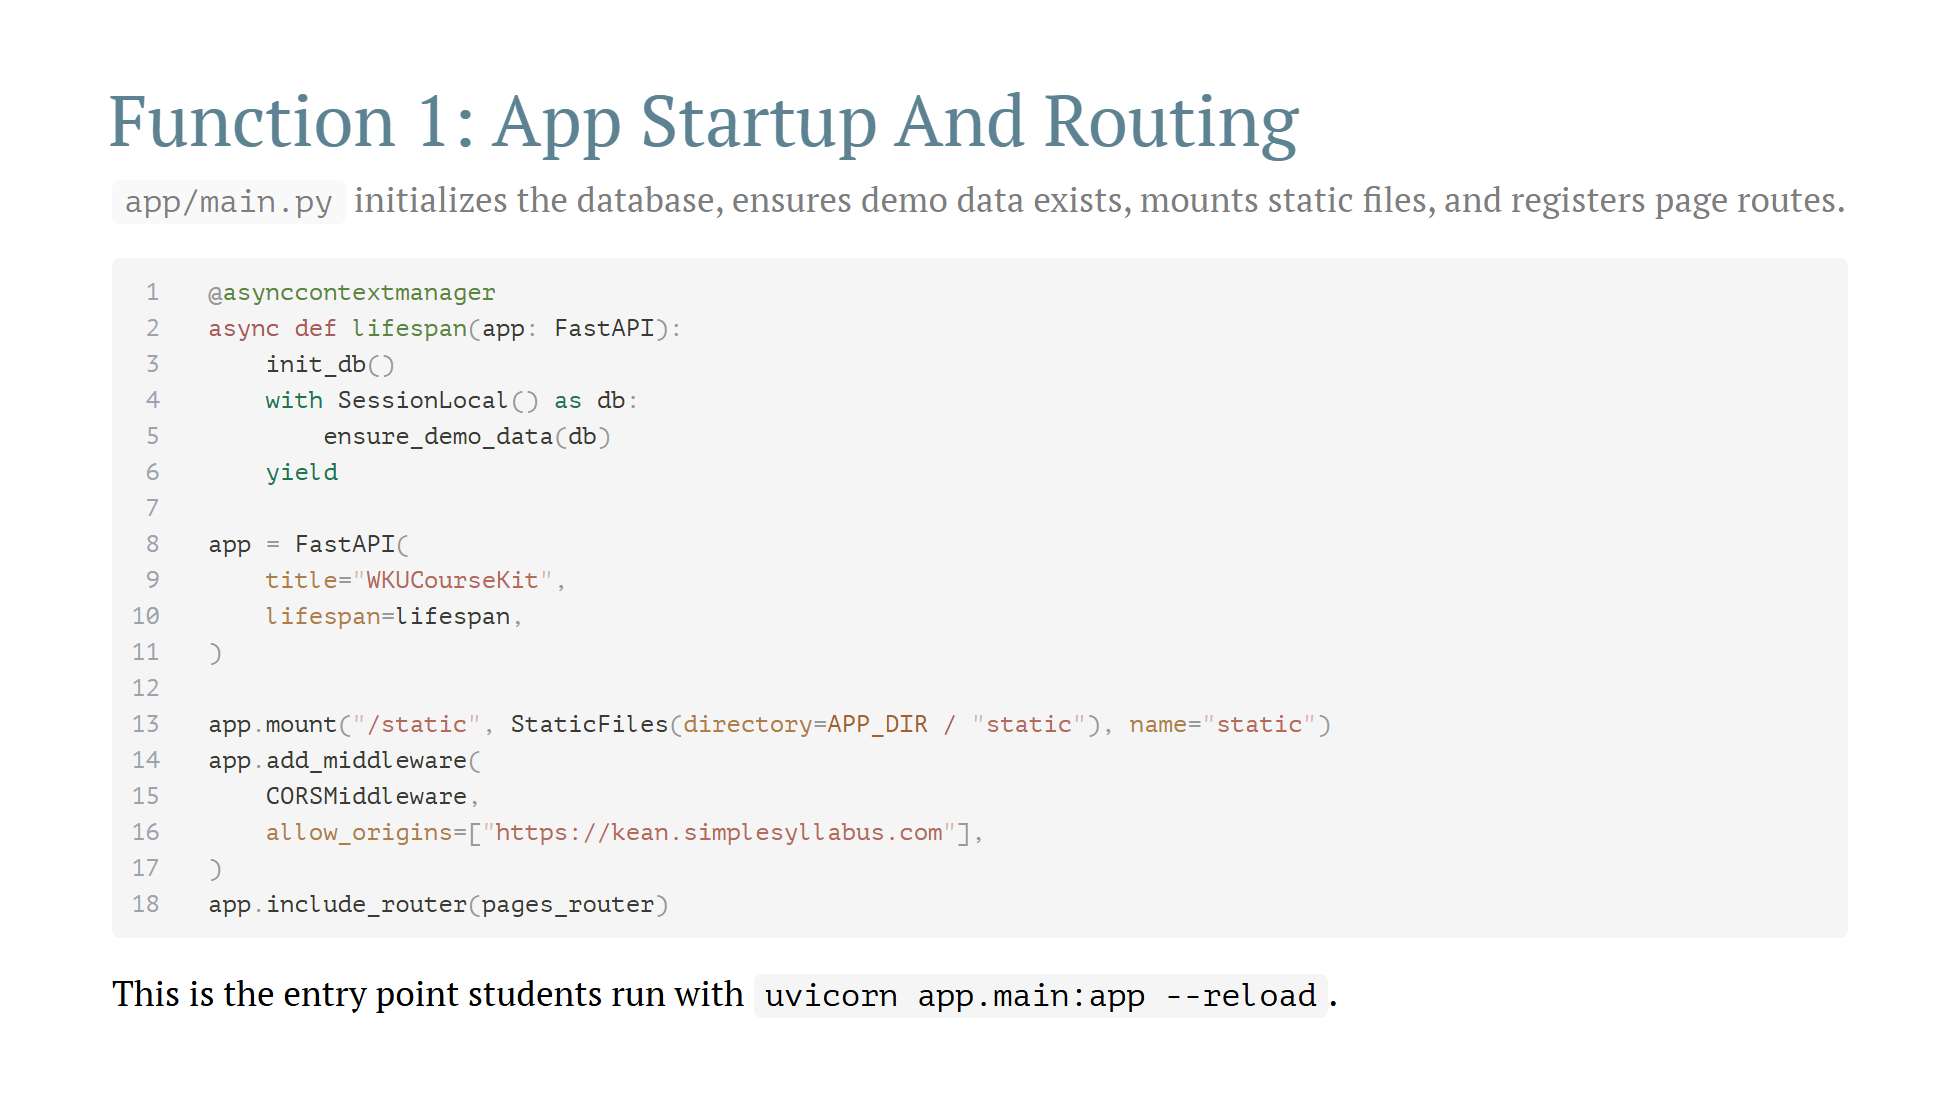 Function 1: App Startup And Routing
app/main.py initializes the database, ensures demo data exists, mounts static files, and registers page routes.
1 @asynccontextmanager
2 async def lifespan(app: FastAPI):
3     init_db()
4     with SessionLocal() as db:
5         ensure_demo_data(db)
6     yield
7
8 app = FastAPI(
9     title="WKUCourseKit",
10     lifespan=lifespan,
11 )
12
13 app.mount("/static", StaticFiles(directory=APP_DIR / "static"), name="static")
14 app.add_middleware(
15     CORSMiddleware,
16     allow_origins=["https://kean.simplesyllabus.com"],
17 )
18 app.include_router(pages_router)
This is the entry point students run with uvicorn app.main:app --reload.